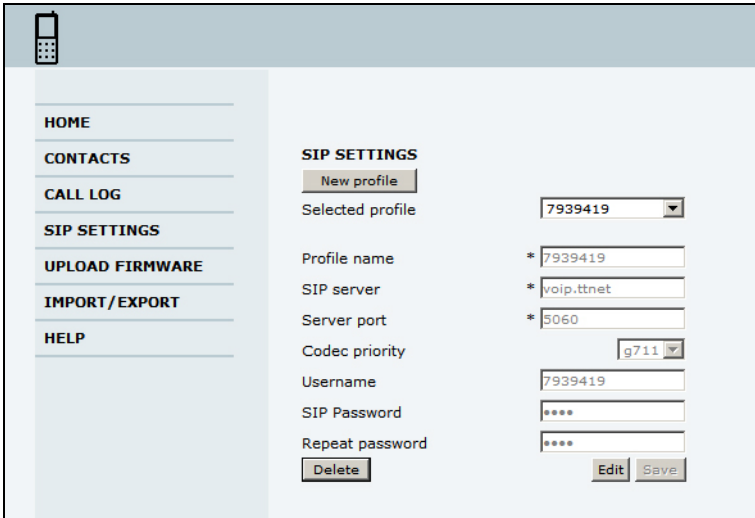 HOME
CONTACTS
CALL LOG
SIP SETTINGS
UPLOAD FIRMWARE
IMPORT/EXPORT
HELP
SIP SETTINGS
New profile
Selected profile 7939419
Profile name * 7939419
SIP server * voip.ttnet
Server port * 5060
Codec priority g711
Username 7939419
SIP Password ••••
Repeat password ••••
Delete Edit Save